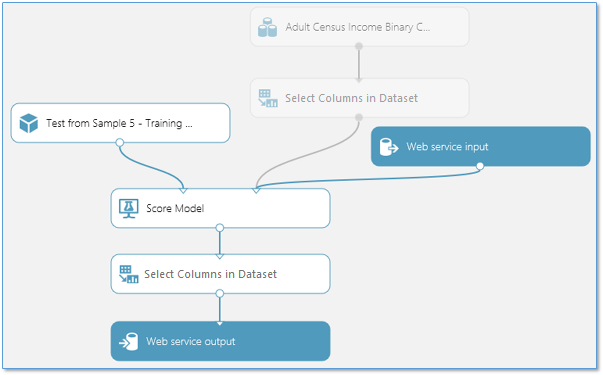 Adult Census Income Binary C...
Select Columns in Dataset
Test from Sample 5 - Training ...
Web service input
Score Model
Select Columns in Dataset
Web service output